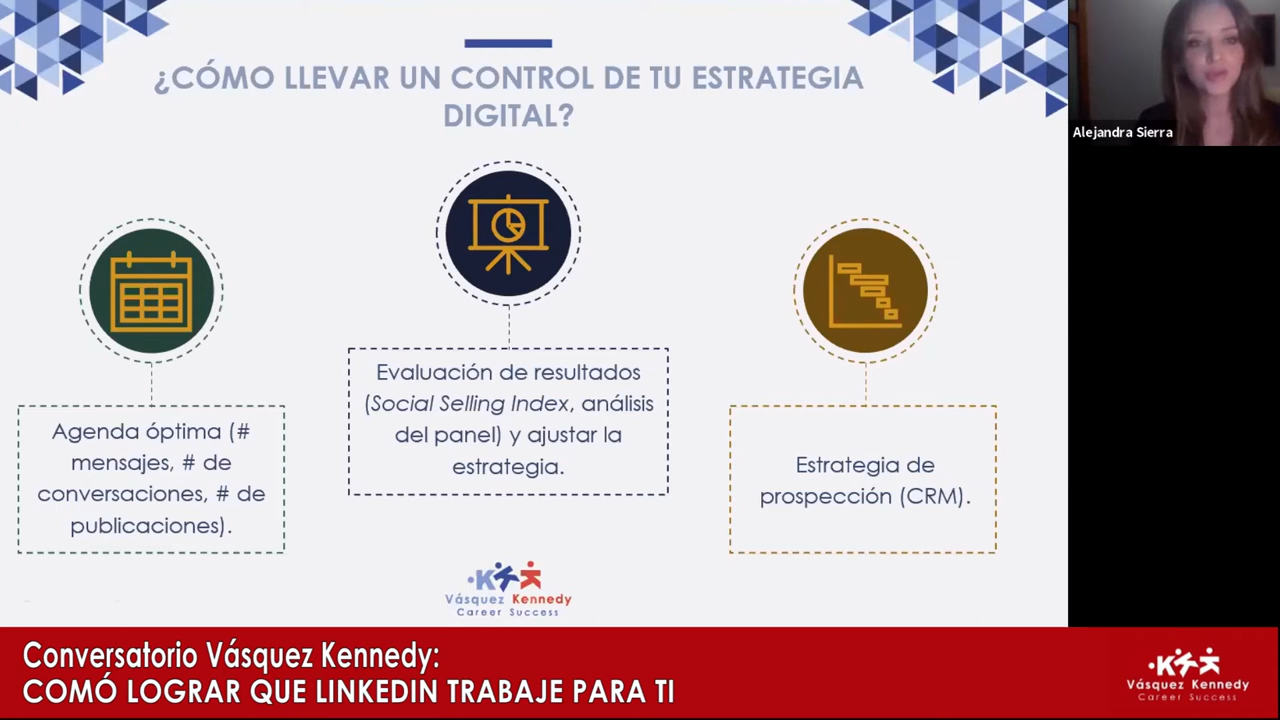 ¿CÓMO LLEVAR UN CONTROL DE TU ESTRATEGIA
DIGITAL?
Alejandra Sierra
Agenda óptima (#
mensajes, # de
conversaciones, # de
publicaciones).
Evaluación de resultados
(Social Selling Index, análisis
del panel) y ajustar la
estrategia.
Estrategia de
prospección (CRM).
Vásquez Kennedy
Career Success
Conversatorio Vásquez Kennedy:
COMÓ LOGRAR QUE LINKEDIN TRABAJE PARA TI
Vásquez Kennedy
Career Success